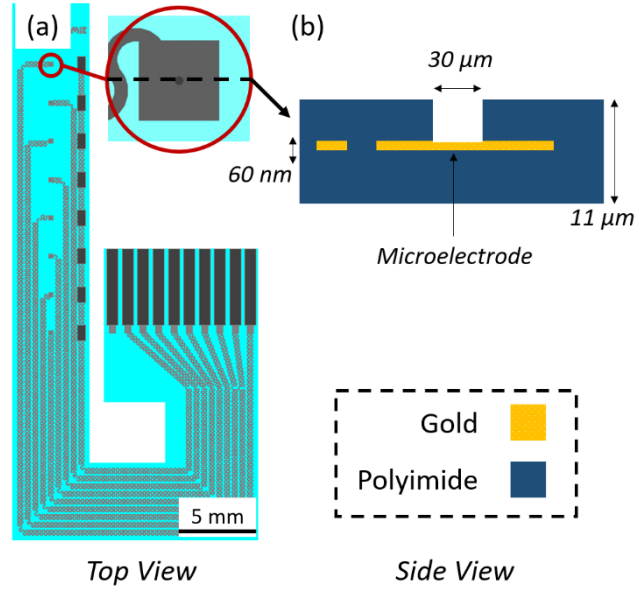 (a)
(b)
30 μm
60 nm
11 μm
Microelectrode
Gold
Polyimide
5 mm
Top View
Side View